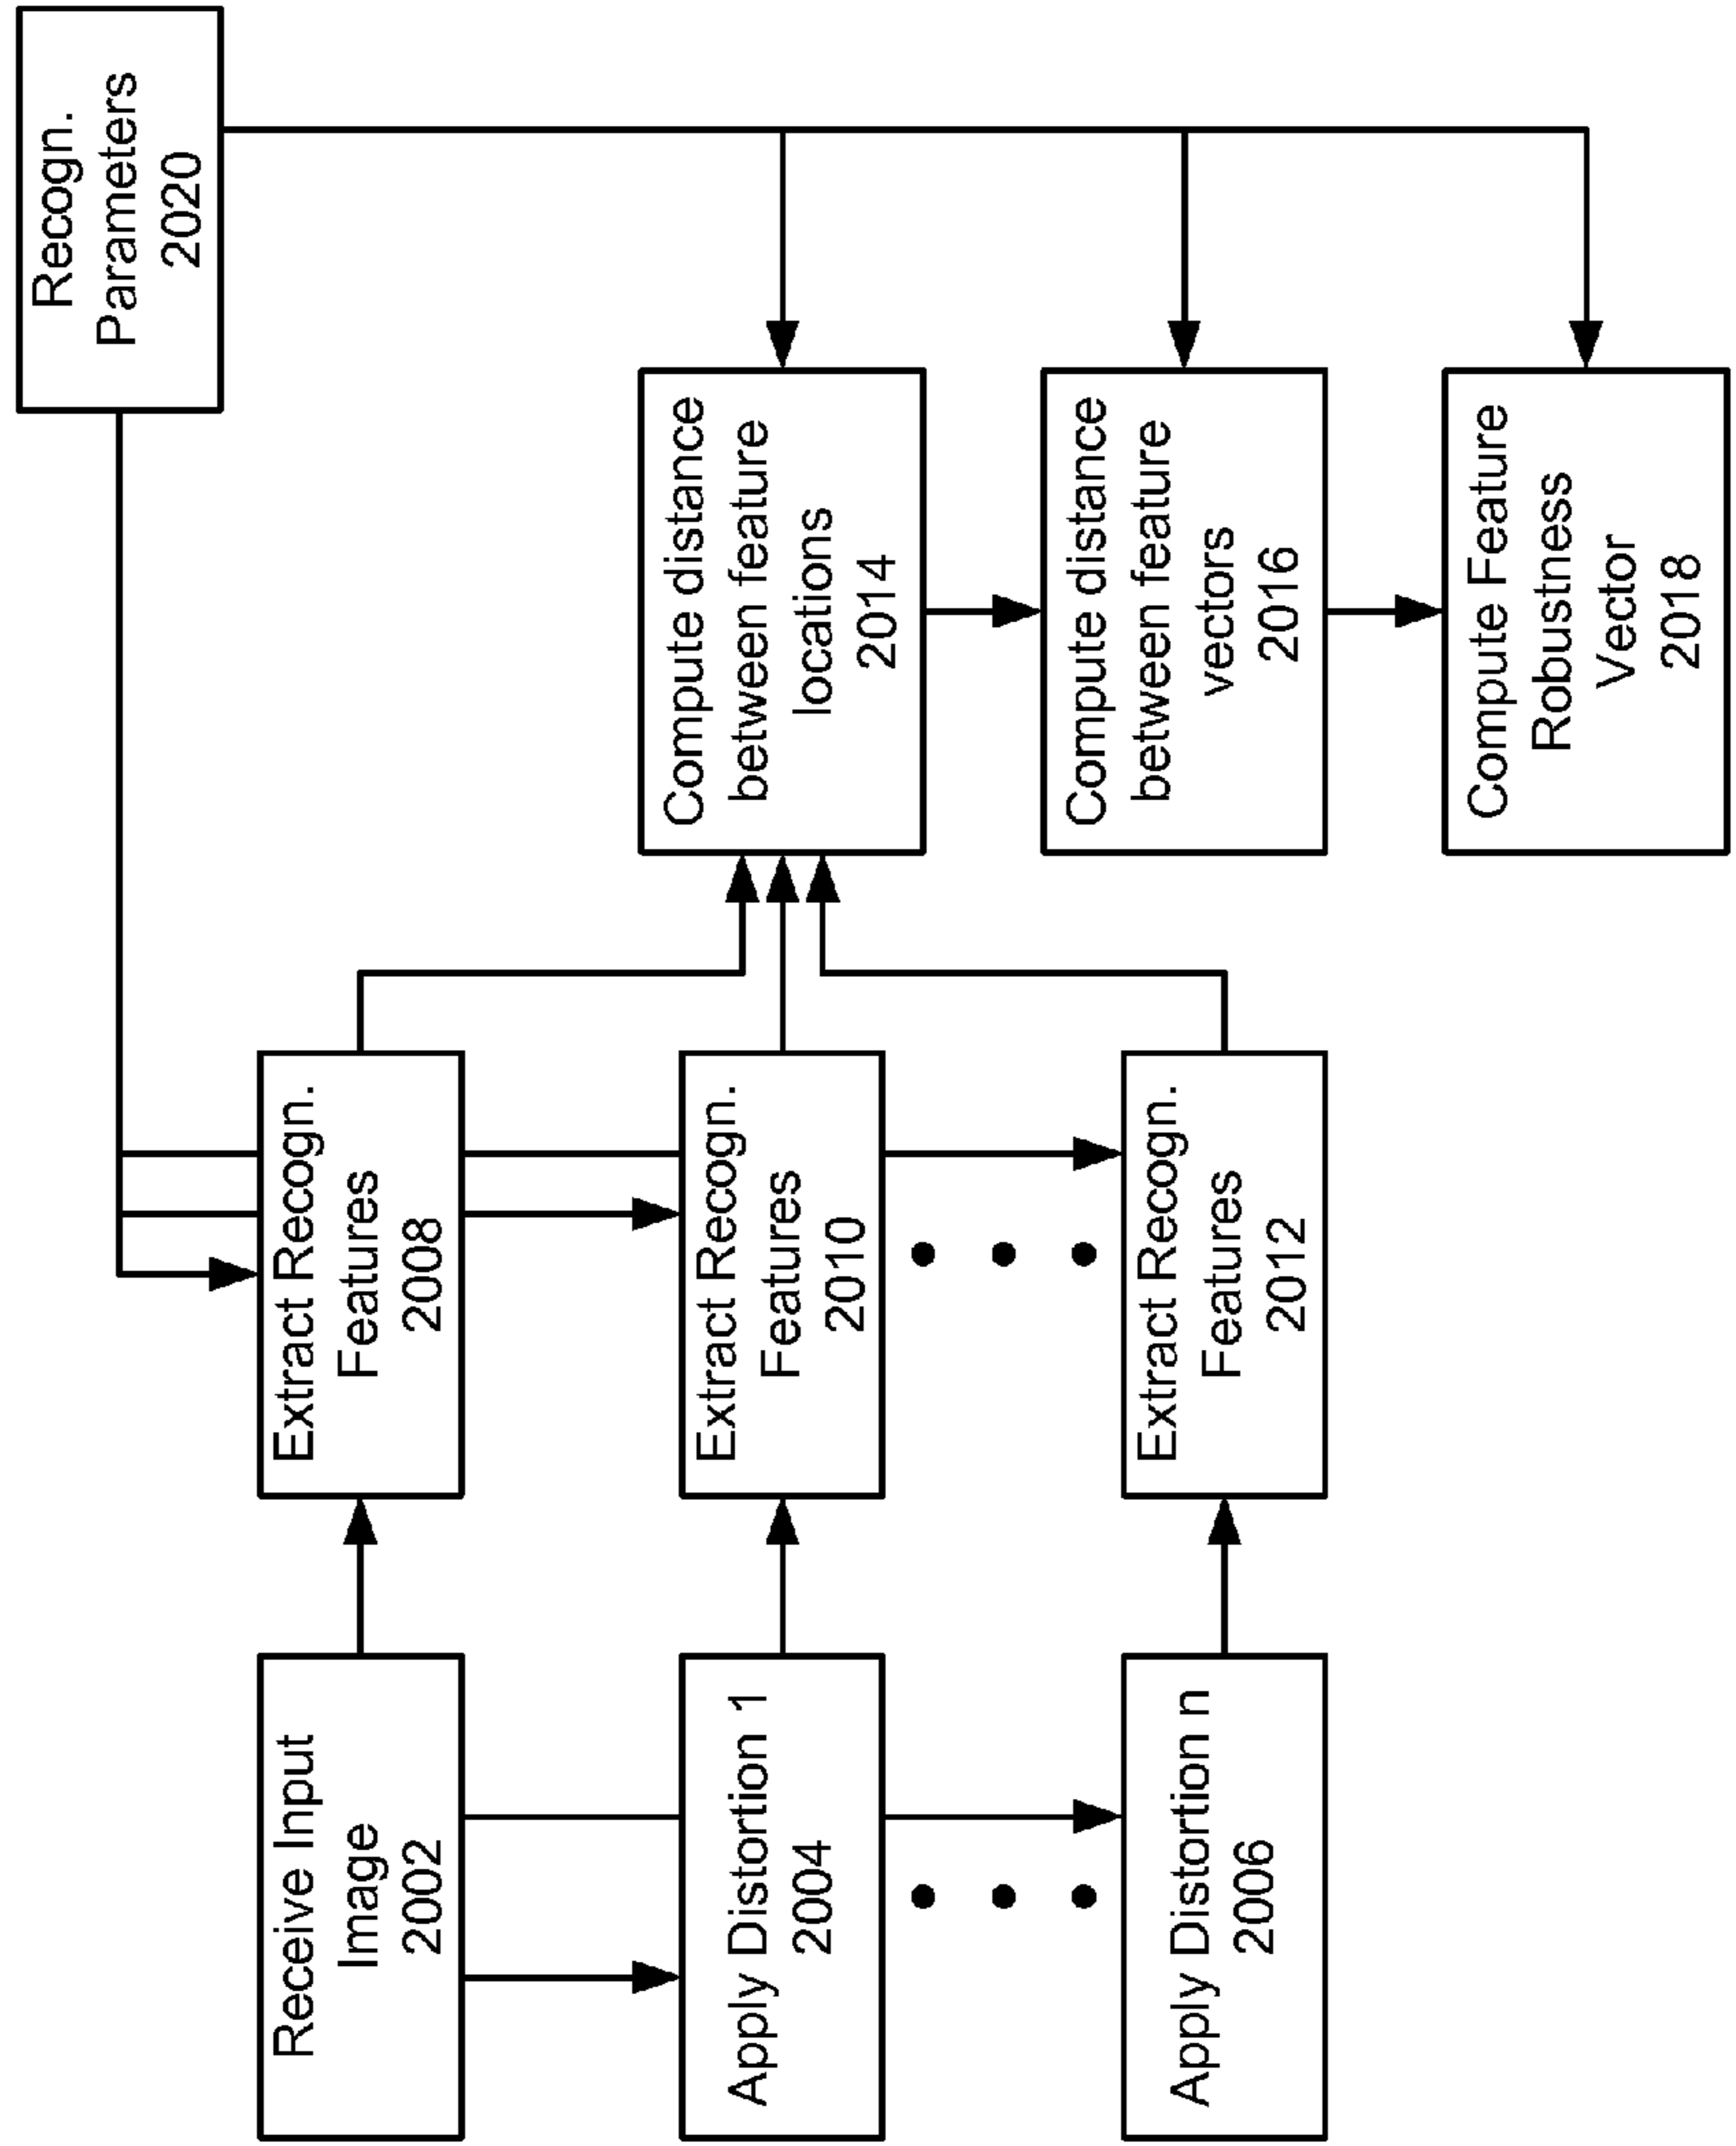 Recogn.
Parameters
2020
Receive Input
Image
2002
Extract Recogn.
Features
2008
Apply Distortion 1
2004
Extract Recogn.
Features
2010
Compute distance
between feature
locations
2014
Apply Distortion n
2006
Extract Recogn.
Features
2012
Compute distance
between feature
vectors
2016
Compute Feature
Robustness
Vector
2018